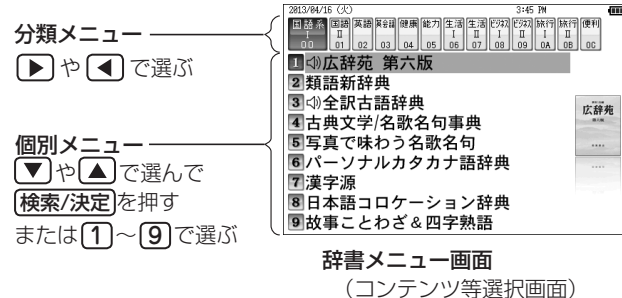 2013/04/16 (火) 3:45 PM
国語系 国語 英語 英会話 健康 能力 生活 生活 ビジネス ビジネス 旅行 旅行 便利
I II I II I II I II
00 01 02 03 04 05 06 07 08 09 0A 0B 0C
分類メニュー
▶や◀で選ぶ
1 広辞苑 第六版
2 類語新辞典
3 全訳古語辞典
4 古典文学/名歌名句事典
5 写真で味わう名歌名句
6 パーソナルカタカナ語辞典
7 漢字源
8 日本語コロケーション辞典
9 故事ことわざ&四字熟語
広辞苑
個別メニュー
▼や▲で選んで
検索/決定を押す
または1～9で選ぶ
辞書メニュー画面
（コンテンツ等選択画面）